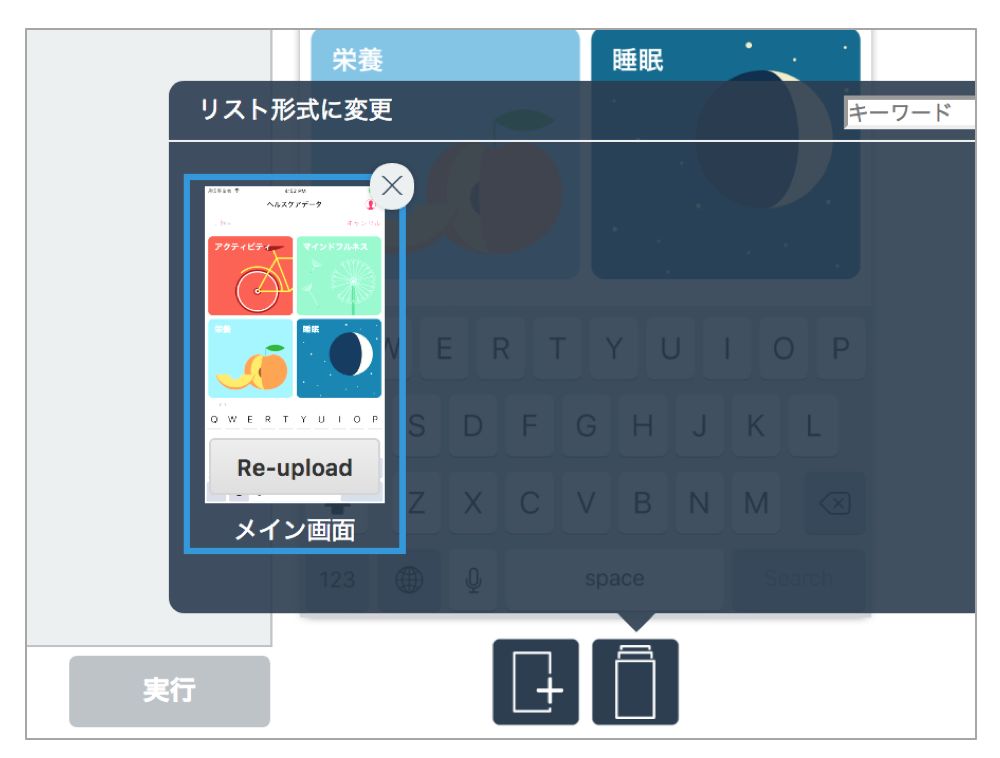 栄養
睡眠
リスト形式に変更
キーワード
4:52 PM
ヘルスケアデータ
キャンセル
アクティビティ
マインドフルネス
栄養
睡眠
Q W E R T Y U I O P
Re-upload
メイン画面
W E R T Y U I O P
S D F G H J K L
Z X C V B N M
123
space
Search
実行